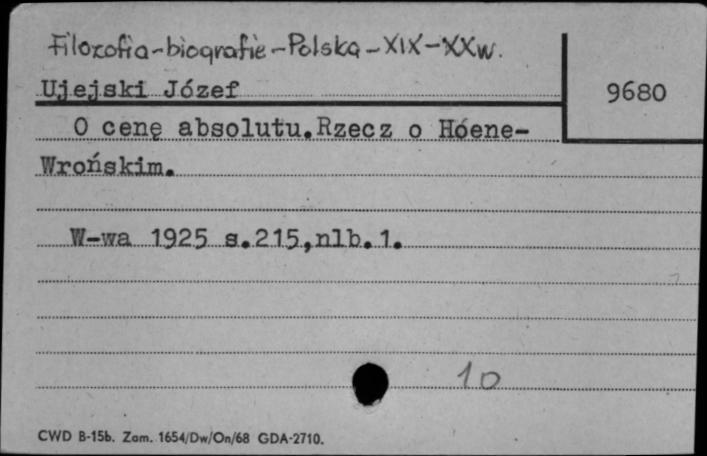 Filozofia-biografie-Polska-XIX-XXw.
Ujejski Józef
9680
O cenę absolutu.Rzecz o Hoene-
Wrońskim.
W-wa 1925 s.215,nlb.1.
10
CWD B-15b. Zam. 1654/Dw/On/68 GDA-2710.